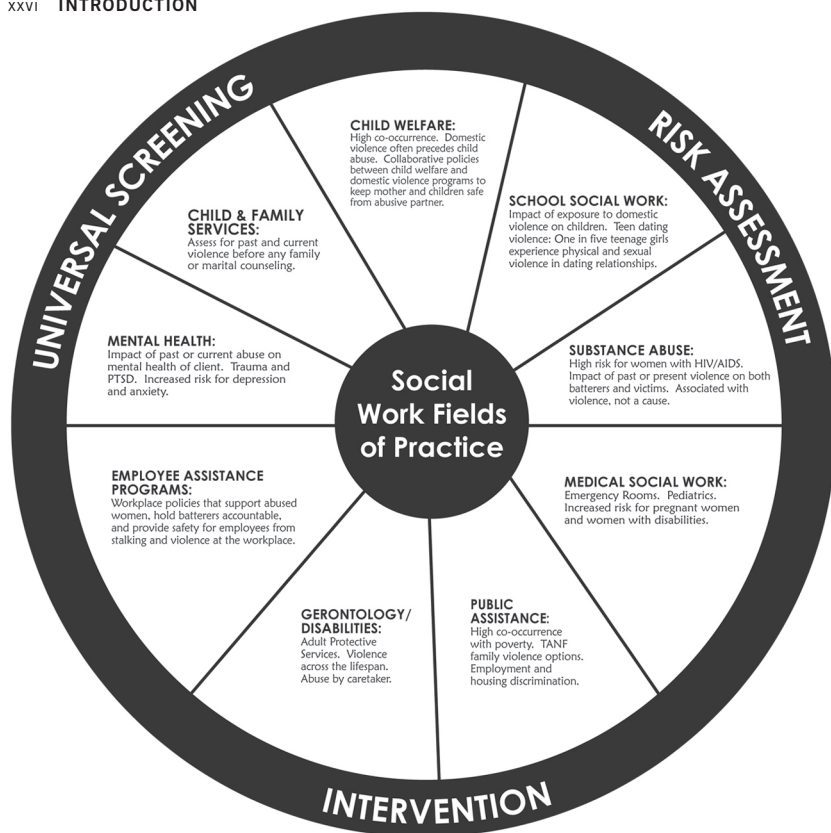 xxvi INTRODUCTION
UNIVERSAL SCREENING
RISK ASSESSMENT
CHILD WELFARE:
High co-occurrence. Domestic
violence often precedes child
abuse. Collaborative policies
between child welfare and
domestic violence programs to
keep mother and children safe
from abusive partner.
SCHOOL SOCIAL WORK:
Impact of exposure to domestic
violence on children. Teen dating
violence: One in five teenage girls
experience physical and sexual
violence in dating relationships.
CHILD & FAMILY
SERVICES:
Assess for past and current
violence before any family
or marital counseling.
MENTAL HEALTH:
Impact of past or current abuse on
mental health of client. Trauma and
PTSD. Increased risk for depression
and anxiety.
SUBSTANCE ABUSE:
High risk for women with HIV/AIDS.
Impact of past or present violence on both
batterers and victims. Associated with
violence, not a cause.
Social
Work Fields
of Practice
EMPLOYEE ASSISTANCE
PROGRAMS:
Workplace policies that support abused
women, hold batterers accountable,
and provide safety for employees from
stalking and violence at the workplace.
MEDICAL SOCIAL WORK:
Emergency Rooms. Pediatrics.
Increased risk for pregnant women
and women with disabilities.
GERONTOLOGY/
DISABILITIES:
Adult Protective
Services. Violence
across the lifespan.
Abuse by caretaker.
PUBLIC
ASSISTANCE:
High co-occurrence
with poverty. TANF
family violence options.
Employment and
housing discrimination.
INTERVENTION